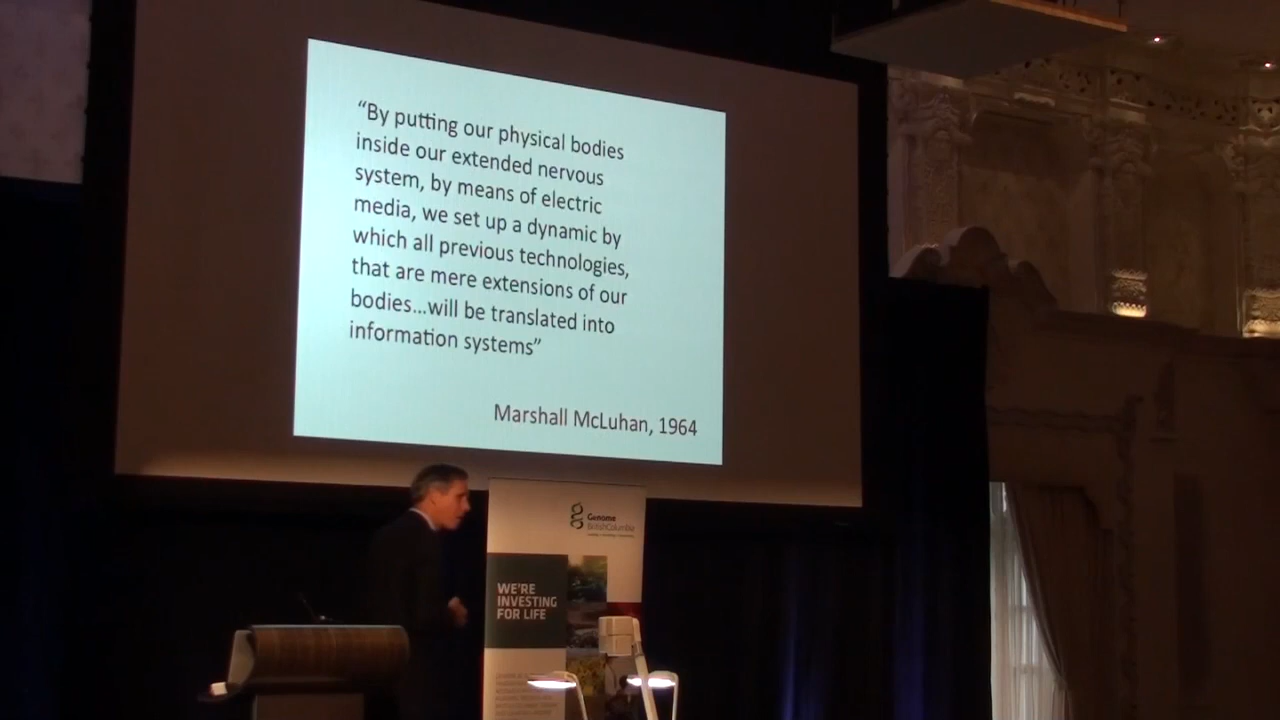 “By putting our physical bodies
inside our extended nervous
system, by means of electric
media, we set up a dynamic by
which all previous technologies,
that are mere extensions of our
bodies...will be translated into
information systems”
Marshall McLuhan, 1964
Genome
BritishColumbia
WE'RE
INVESTING
FOR LIFE